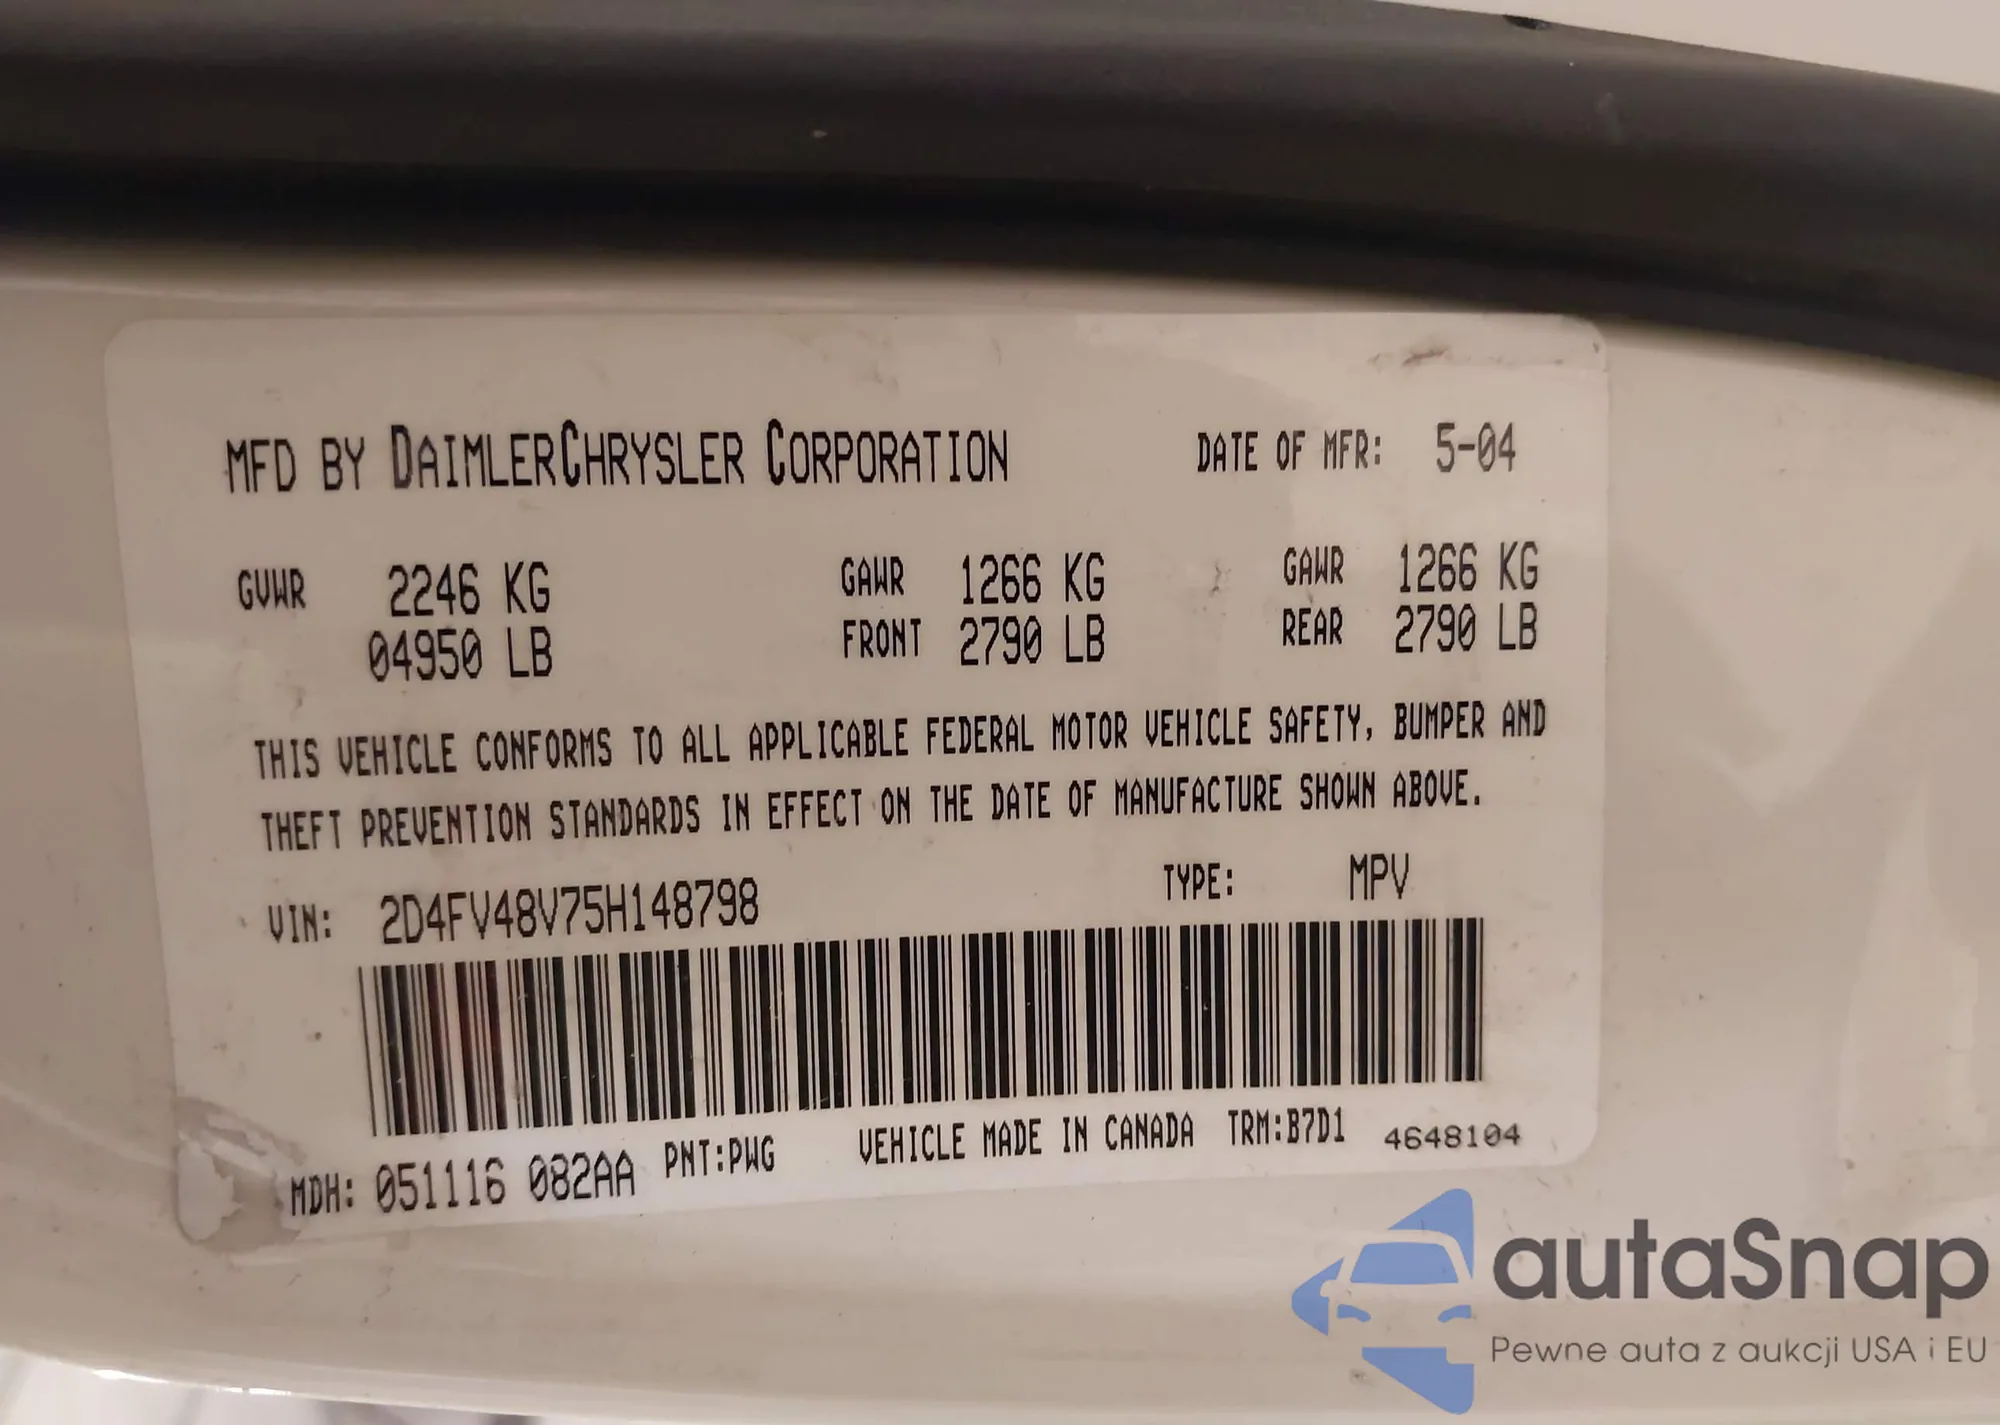 MFD BY DAIMLERCHRYSLER CORPORATION DATE OF MFR: 5-04
GVWR 2246 KG GAWR 1266 KG GAWR 1266 KG
04950 LB FRONT 2790 LB REAR 2790 LB
THIS VEHICLE CONFORMS TO ALL APPLICABLE FEDERAL MOTOR VEHICLE SAFETY, BUMPER AND
THEFT PREVENTION STANDARDS IN EFFECT ON THE DATE OF MANUFACTURE SHOWN ABOVE.
VIN: 2D4FV48V75H148798 TYPE: MPV
MDH: 051116 082AA PNT:PWG VEHICLE MADE IN CANADA TRM:B7D1 4648104
autaSnap
Pewne auta z aukcji USA i EU